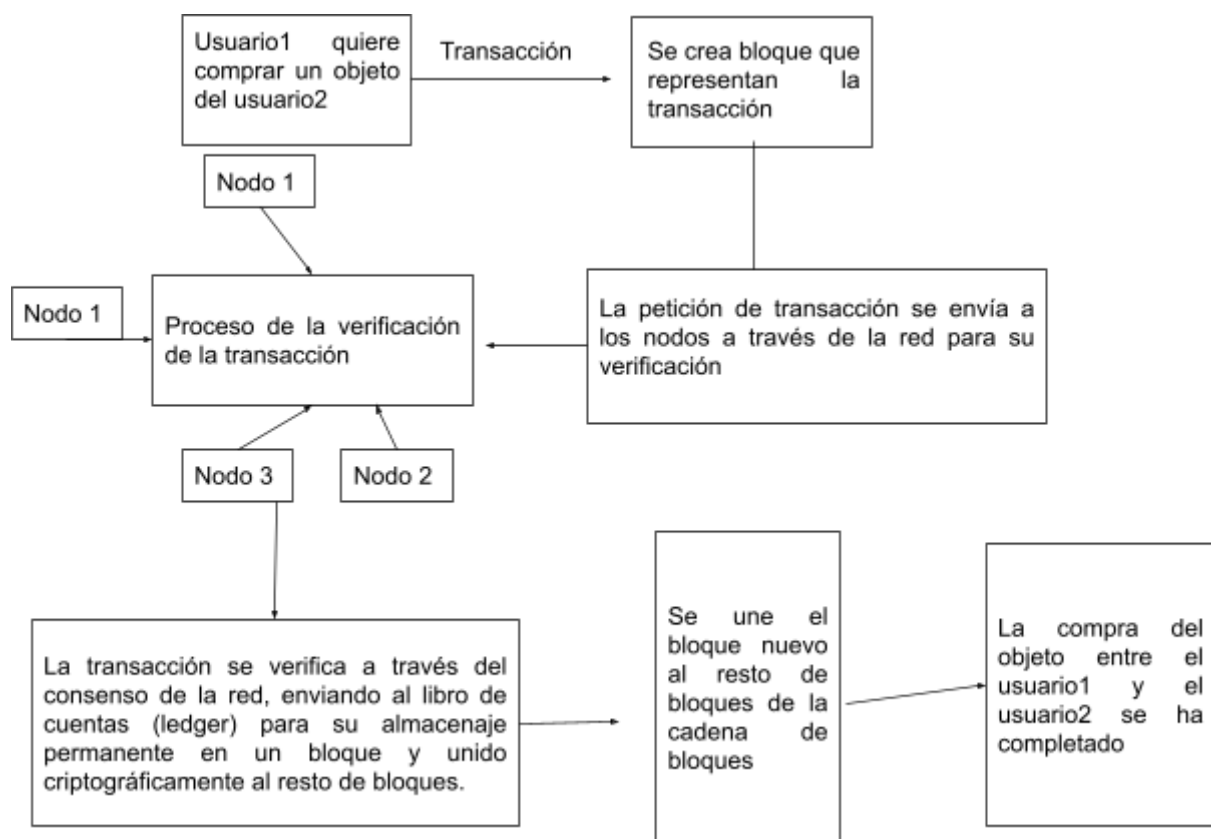 Usuario1 quiere
comprar un objeto
del usuario2
Transacción
Se crea bloque que
representan la
transacción
Nodo 1
Nodo 1
Proceso de la verificación
de la transacción
La petición de transacción se envía a
los nodos a través de la red para su
verificación
Nodo 3
Nodo 2
La transacción se verifica a través del
consenso de la red, enviando al libro de
cuentas (ledger) para su almacenaje
permanente en un bloque y unido
criptográficamente al resto de bloques.
Se une el
bloque nuevo
al resto de
bloques de la
cadena de
bloques
La compra del
objeto entre el
usuario1 y el
usuario2 se ha
completado